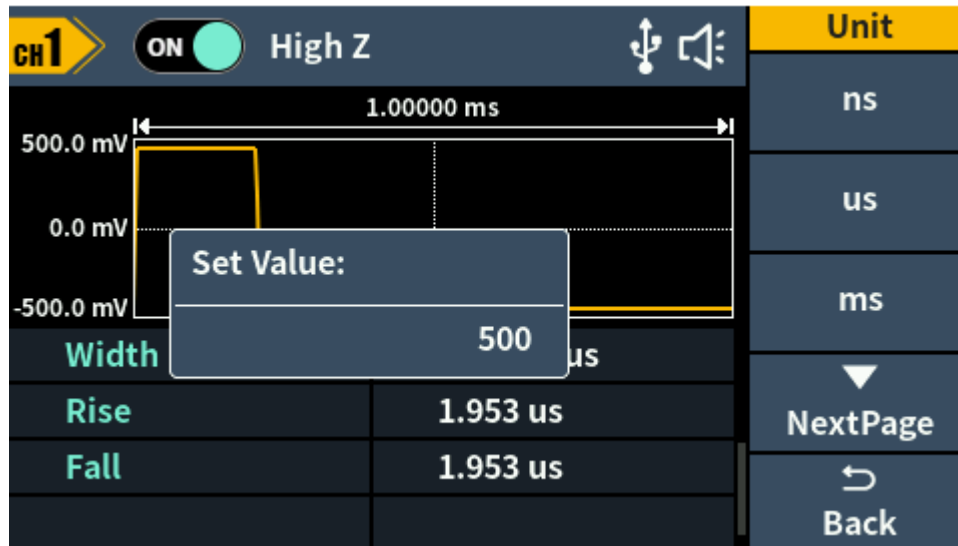 CH1 ON High Z
Unit
ns
us
ms
NextPage
Back
1.00000 ms
500.0 mV
0.0 mV
-500.0 mV
Set Value:
500
Width us
Rise 1.953 us
Fall 1.953 us